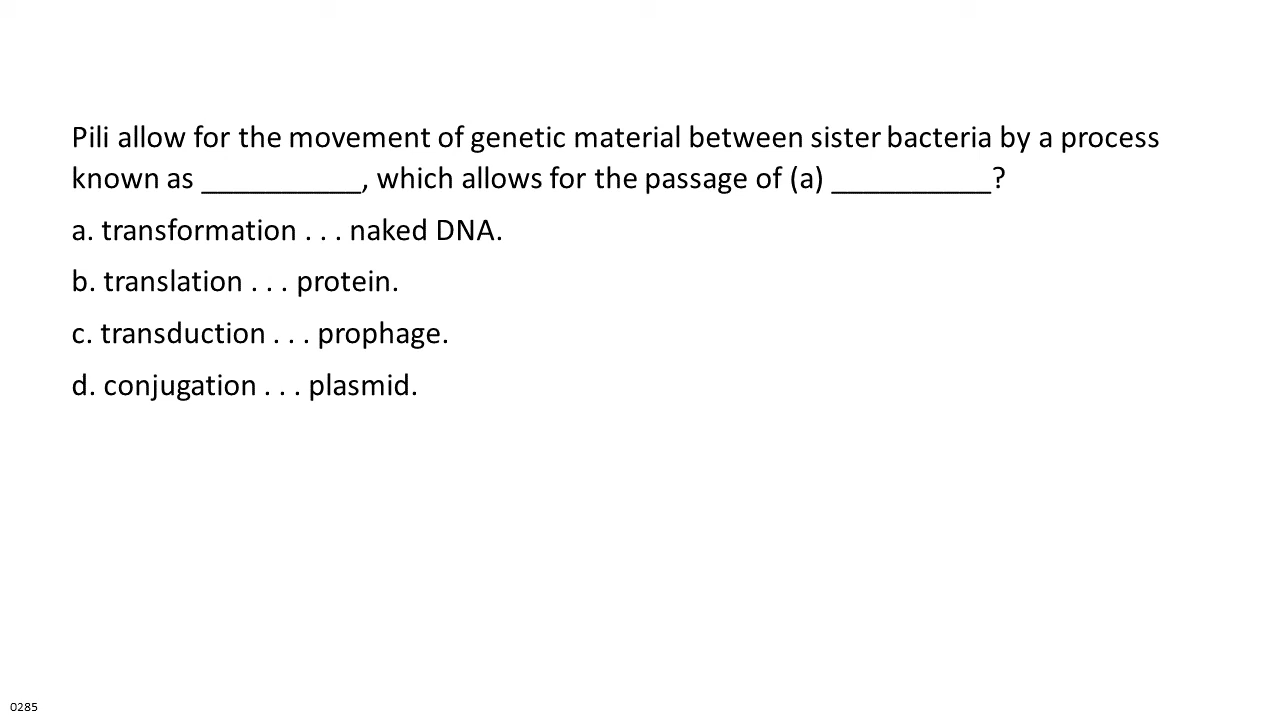 Pili allow for the movement of genetic material between sister bacteria by a process
known as __________, which allows for the passage of (a) __________?
a. transformation . . . naked DNA.
b. translation . . . protein.
c. transduction . . . prophage.
d. conjugation . . . plasmid.
0285